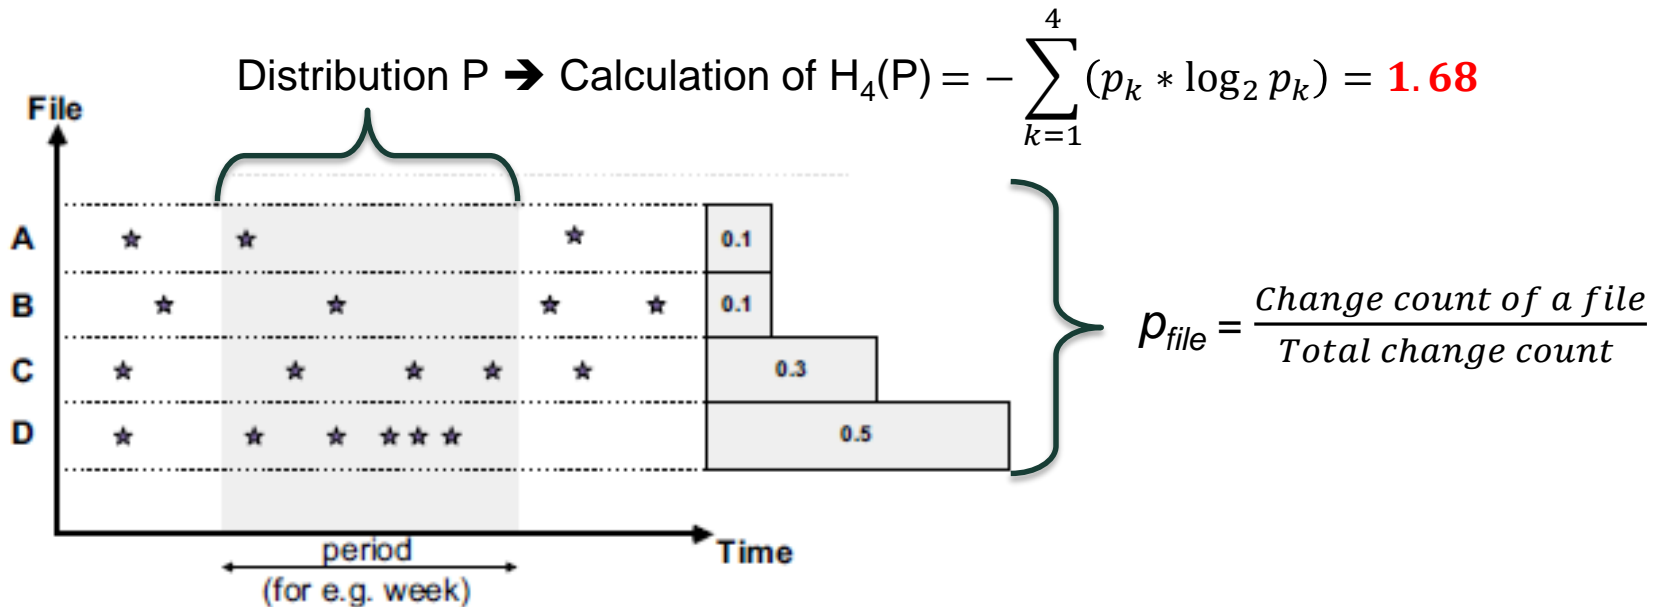 Distribution P ➔ Calculation of H₄(P) = − ∑_{k=1}^{4} (p_k * log₂ p_k) = 1.68
File
A
0.1
B
0.1
C
0.3
D
0.5
p_file = Change count of a file / Total change count
Time
period
(for e.g. week)